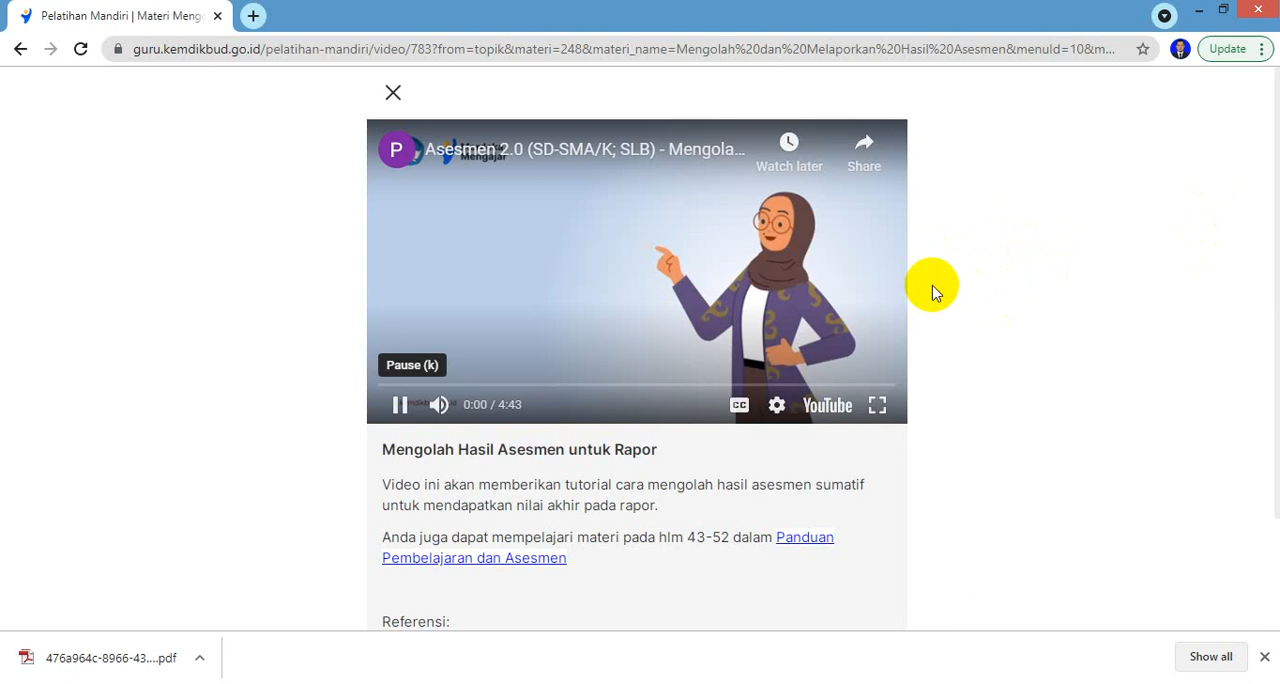 Pelatihan Mandiri | Materi Meng
guru.kemdikbud.go.id/pelatihan-mandiri/video/783?from=topik&materi=248&materi_name=Mengolah%20dan%20Melaporkan%20Hasil%20Asesmen&menuId=10&m...
Update
P
Asesmen 2.0 (SD-SMA/K; SLB) - Mengola...
Mengajar
Watch later
Share
Pause (k)
0:00 / 4:43
CC
YouTube
Mengolah Hasil Asesmen untuk Rapor
Video ini akan memberikan tutorial cara mengolah hasil asesmen sumatif
untuk mendapatkan nilai akhir pada rapor.
Anda juga dapat mempelajari materi pada hlm 43-52 dalam Panduan
Pembelajaran dan Asesmen
Referensi:
476a964c-8966-43....pdf
Show all